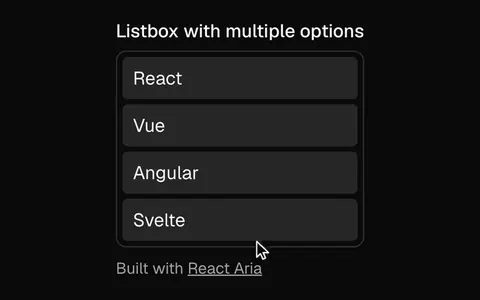 Listbox with multiple options
React
Vue
Angular
Svelte
Built with React Aria